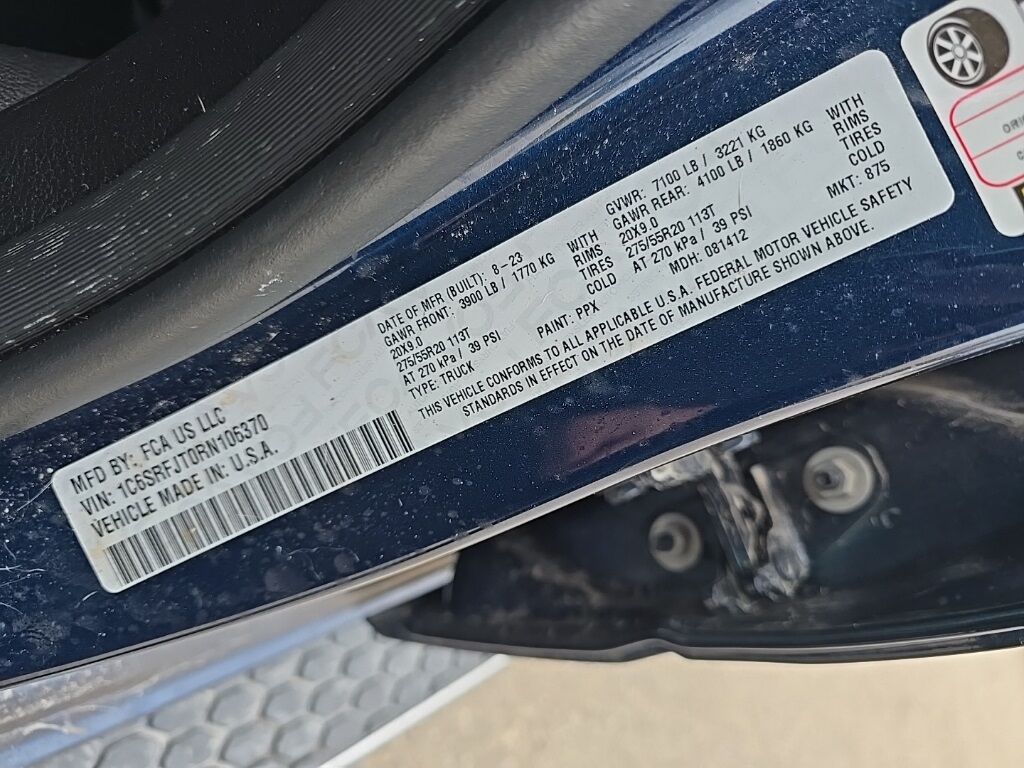 MFD BY: FCA US LLC
VIN: 1C6SRFJT0RN105370
VEHICLE MADE IN: U.S.A.
DATE OF MFR (BUILT): 8-23
GAWR FRONT: 3900 LB / 1770 KG WITH
20X9.0 RIMS
275/55R20 113T TIRES
AT 270 kPa / 39 PSI COLD
TYPE: TRUCK PAINT: PPX
GVWR: 7100 LB / 3221 KG
GAWR REAR: 4100 LB / 1860 KG WITH
20X9.0 RIMS
275/55R20 113T TIRES
AT 270 kPa / 39 PSI COLD
MDH: 081412 MKT: 875
THIS VEHICLE CONFORMS TO ALL APPLICABLE U.S.A. FEDERAL MOTOR VEHICLE SAFETY
STANDARDS IN EFFECT ON THE DATE OF MANUFACTURE SHOWN ABOVE.